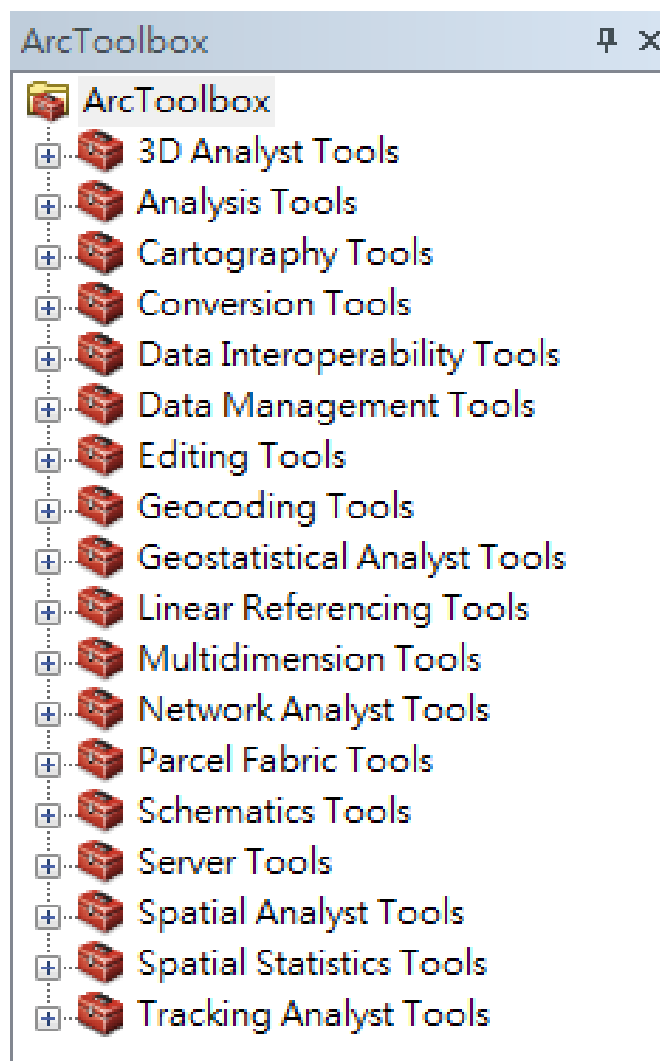 ArcToolbox
ArcToolbox
3D Analyst Tools
Analysis Tools
Cartography Tools
Conversion Tools
Data Interoperability Tools
Data Management Tools
Editing Tools
Geocoding Tools
Geostatistical Analyst Tools
Linear Referencing Tools
Multidimension Tools
Network Analyst Tools
Parcel Fabric Tools
Schematics Tools
Server Tools
Spatial Analyst Tools
Spatial Statistics Tools
Tracking Analyst Tools